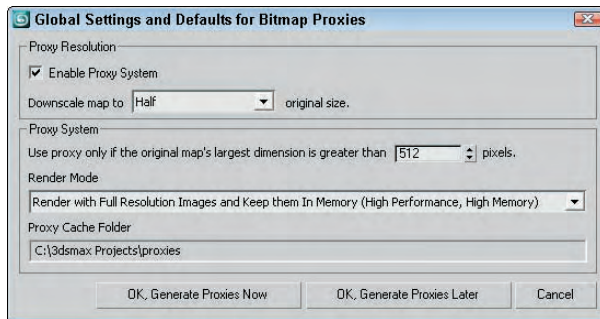 Global Settings and Defaults for Bitmap Proxies
Proxy Resolution
Enable Proxy System
Downscale map to Half original size.
Proxy System
Use proxy only if the original map's largest dimension is greater than 512 pixels.
Render Mode
Render with Full Resolution Images and Keep them In Memory (High Performance, High Memory)
Proxy Cache Folder
C:\3dsmax Projects\proxies
OK, Generate Proxies Now OK, Generate Proxies Later Cancel